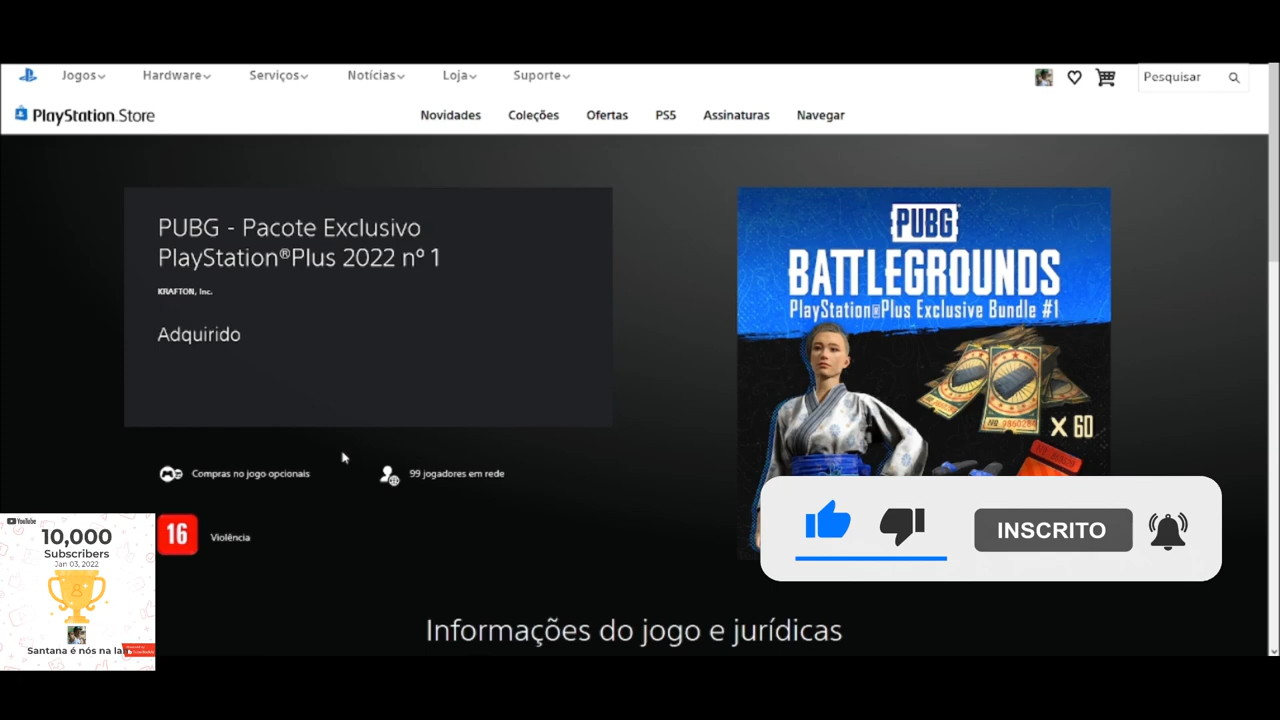 Jogos
Hardware
Serviços
Notícias
Loja
Suporte
Pesquisar
PlayStation Store
Novidades
Coleções
Ofertas
PS5
Assinaturas
Navegar
PUBG - Pacote Exclusivo
PlayStation®Plus 2022 nº 1
KRAFTON, Inc.
Adquirido
PUBG
BATTLEGROUNDS
PlayStation®Plus Exclusive Bundle #1
X 60
Compras no jogo opcionais
99 jogadores em rede
16
Violência
INSCRITO
YouTube
10,000
Subscribers
Jan 03, 2022
Santana é nós na
Informações do jogo e jurídicas